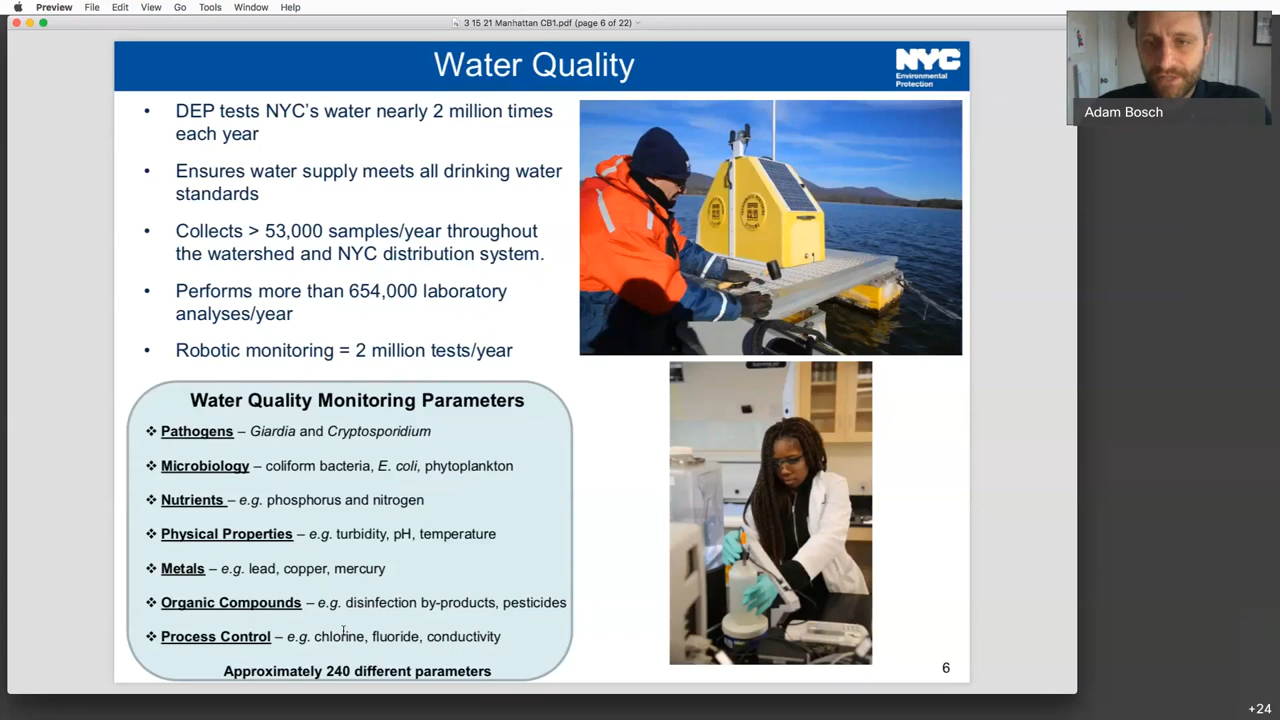 Preview File Edit View Go Tools Window Help
3 15 21 Manhattan CB1.pdf (page 6 of 22)
Water Quality
NYC
Environmental
Protection
• DEP tests NYC's water nearly 2 million times
each year
• Ensures water supply meets all drinking water
standards
• Collects > 53,000 samples/year throughout
the watershed and NYC distribution system.
• Performs more than 654,000 laboratory
analyses/year
• Robotic monitoring = 2 million tests/year
Water Quality Monitoring Parameters
❖ Pathogens – Giardia and Cryptosporidium
❖ Microbiology – coliform bacteria, E. coli, phytoplankton
❖ Nutrients – e.g. phosphorus and nitrogen
❖ Physical Properties – e.g. turbidity, pH, temperature
❖ Metals – e.g. lead, copper, mercury
❖ Organic Compounds – e.g. disinfection by-products, pesticides
❖ Process Control – e.g. chlorine, fluoride, conductivity
Approximately 240 different parameters
6
Adam Bosch
+24